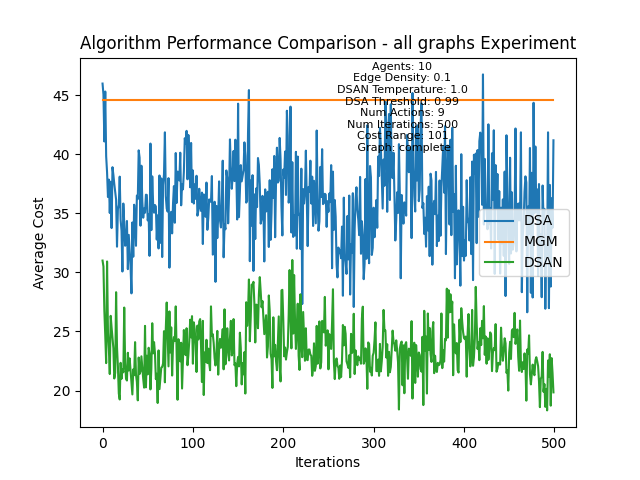 Algorithm Performance Comparison - all graphs Experiment
Agents: 10
Edge Density: 0.1
DSAN Temperature: 1.0
DSA Threshold: 0.99
Num Actions: 9
Num Iterations: 500
Cost Range: 101
Graph: complete
Average Cost
45
40
35
30
25
20
DSA
MGM
DSAN
0
100
200
300
400
500
Iterations